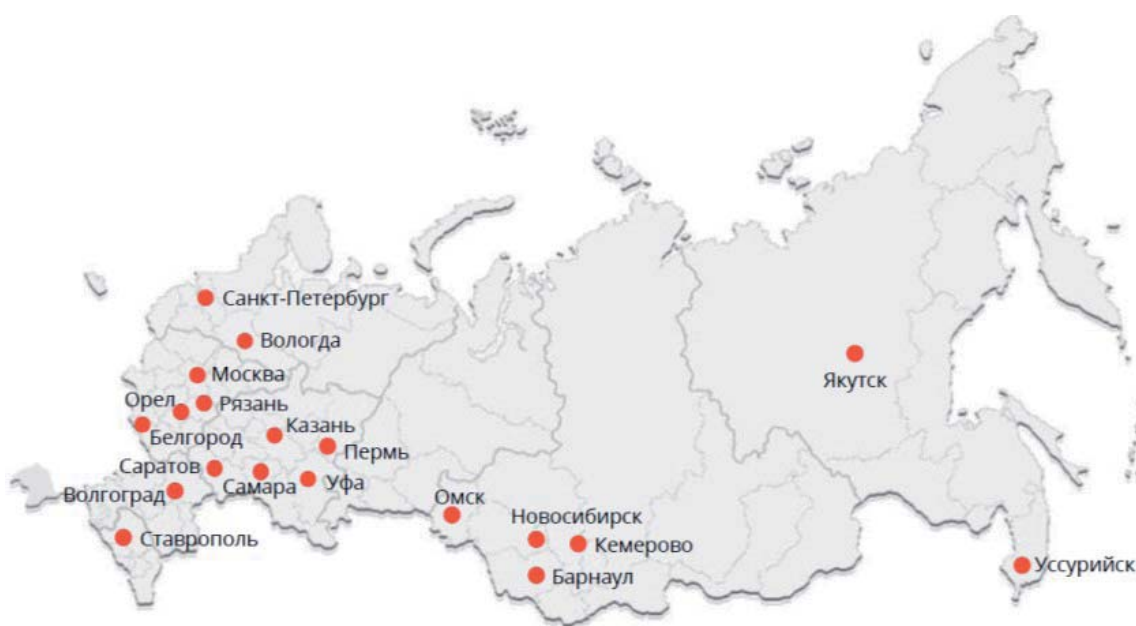 Санкт-Петербург
Вологда
Москва
Якутск
Орел
Рязань
Белгород
Казань
Пермь
Саратов
Самара
Уфа
Волгоград
Омск
Новосибирск
Ставрополь
Кемерово
Барнаул
Уссурийск